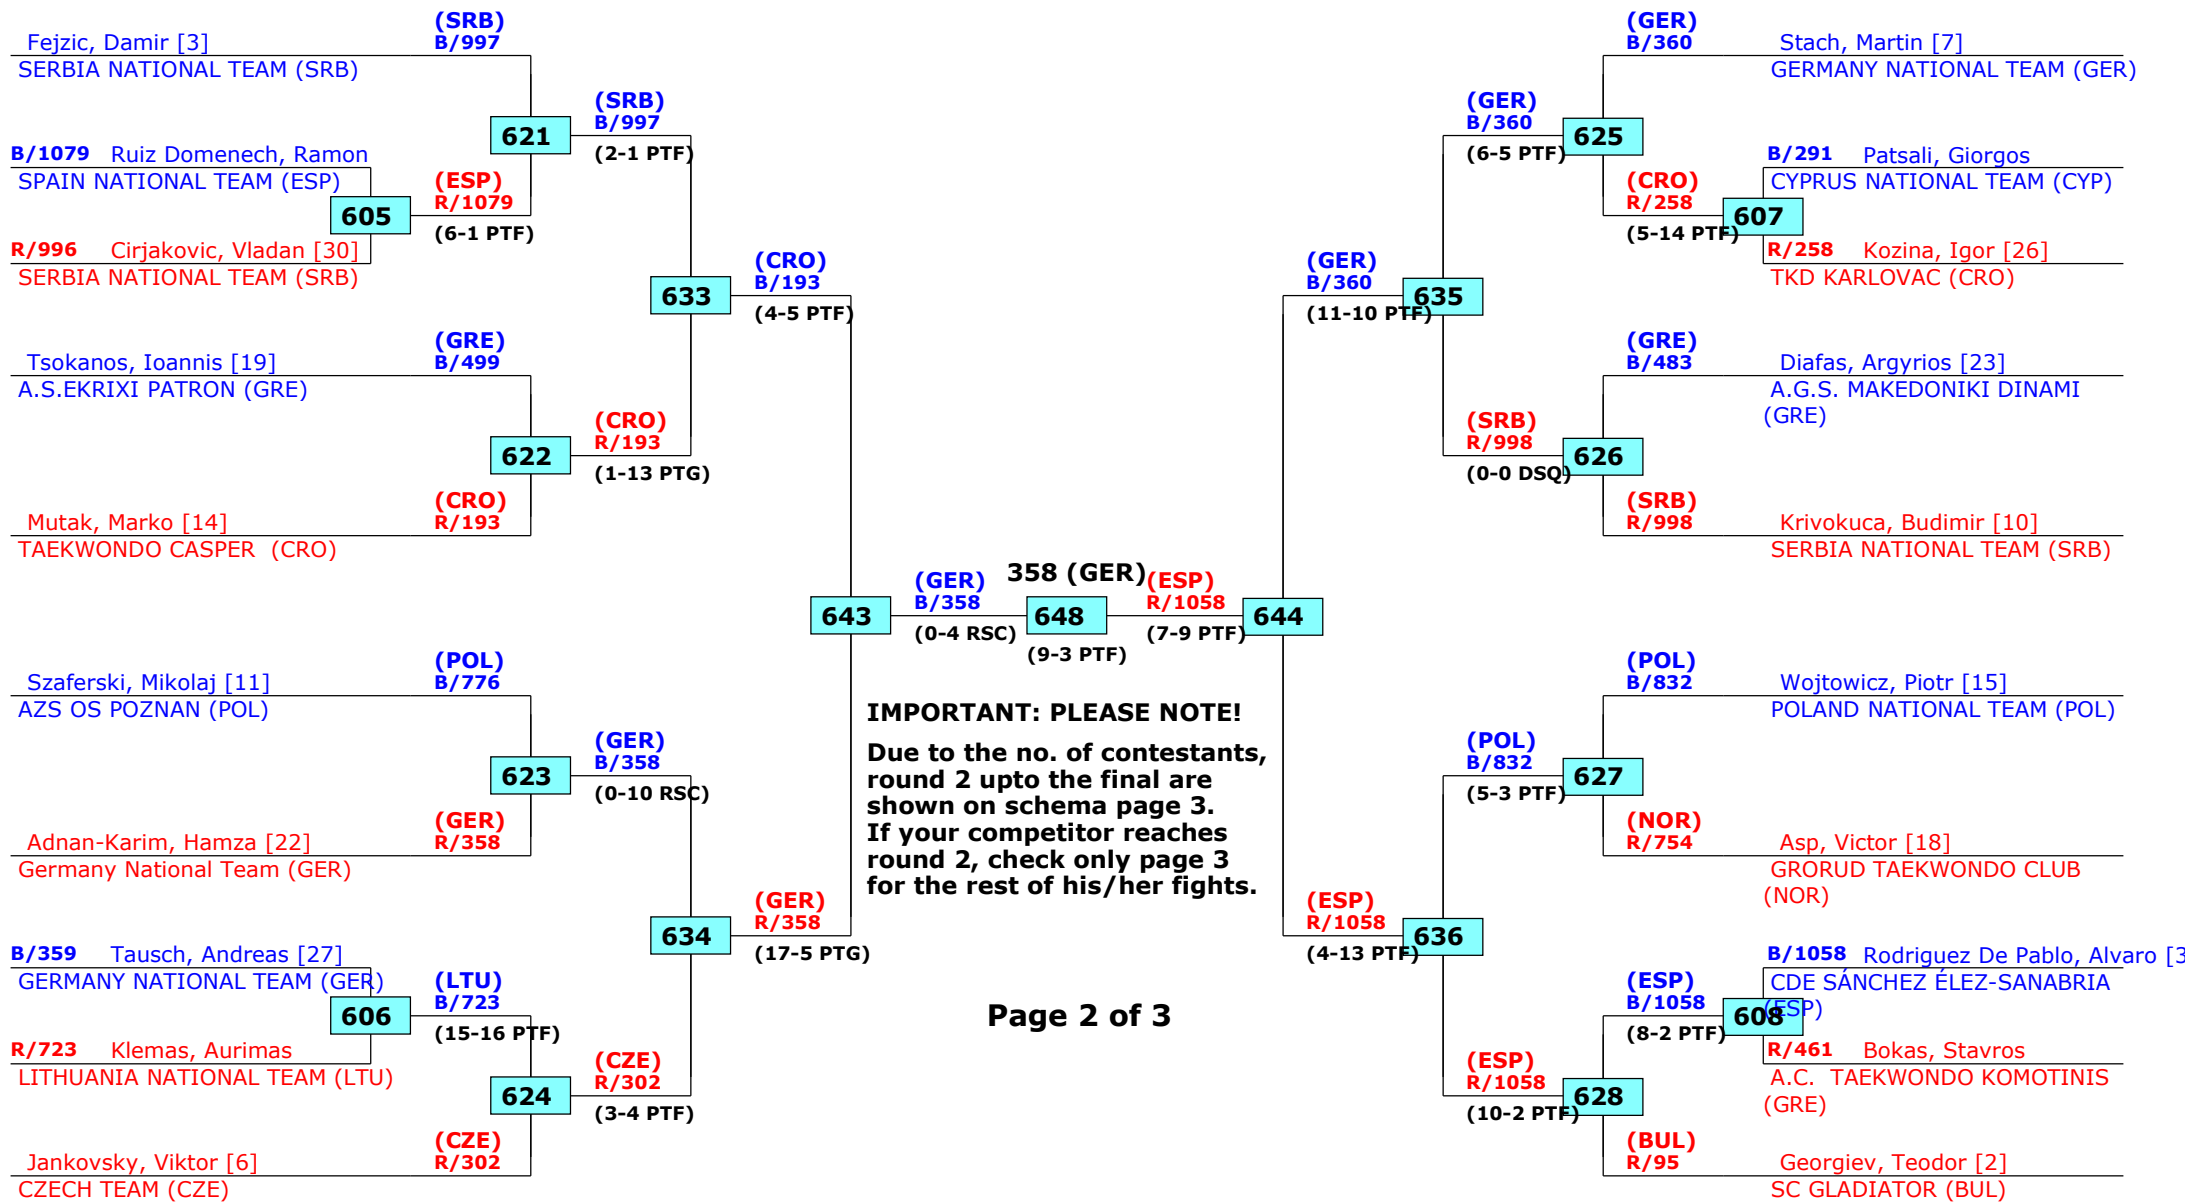 (SRB)
Fejzic, Damir [3]
B/997
SERBIA NATIONAL TEAM (SRB)
(SRB)
B/997
621
(2-1 PTF)
B/1079 Ruiz Domenech, Ramon
SPAIN NATIONAL TEAM (ESP)
(ESP)
R/1079
605
(6-1 PTF)
R/996 Cirjakovic, Vladan [30]
SERBIA NATIONAL TEAM (SRB)
(CRO)
B/193
633
(4-5 PTF)
(GRE)
Tsokanos, Ioannis [19]
B/499
A.S.EKRIXI PATRON (GRE)
(CRO)
R/193
622
(1-13 PTG)
(CRO)
Mutak, Marko [14]
R/193
TAEKWONDO CASPER (CRO)
643
(GER)
B/358
(0-4 RSC)
358 (GER)
648
(9-3 PTF)
(ESP)
R/1058
(7-9 PTF)
644
(POL)
Szaferski, Mikolaj [11]
B/776
AZS OS POZNAN (POL)
(GER)
B/358
623
(0-10 RSC)
(GER)
Adnan-Karim, Hamza [22]
R/358
Germany National Team (GER)
(GER)
R/358
634
(17-5 PTG)
B/359 Tausch, Andreas [27]
GERMANY NATIONAL TEAM (GER)
(LTU)
B/723
606
(15-16 PTF)
R/723 Klemas, Aurimas
LITHUANIA NATIONAL TEAM (LTU)
(CZE)
R/302
624
(3-4 PTF)
(CZE)
Jankovsky, Viktor [6]
R/302
CZECH TEAM (CZE)
IMPORTANT: PLEASE NOTE!
Due to the no. of contestants,
round 2 upto the final are
shown on schema page 3.
If your competitor reaches
round 2, check only page 3
for the rest of his/her fights.
Page 2 of 3
(GER)
B/360
Stach, Martin [7]
GERMANY NATIONAL TEAM (GER)
(GER)
B/360
625
(6-5 PTF)
B/291 Patsali, Giorgos
CYPRUS NATIONAL TEAM (CYP)
(CRO)
R/258
607
(5-14 PTF)
R/258 Kozina, Igor [26]
TKD KARLOVAC (CRO)
(GER)
B/360
635
(11-10 PTF)
(GRE)
B/483
Diafas, Argyrios [23]
A.G.S. MAKEDONIKI DINAMI
(GRE)
(SRB)
R/998
626
(0-0 DSQ)
(SRB)
R/998
Krivokuca, Budimir [10]
SERBIA NATIONAL TEAM (SRB)
(POL)
B/832
Wojtowicz, Piotr [15]
POLAND NATIONAL TEAM (POL)
(POL)
B/832
627
(5-3 PTF)
(NOR)
R/754
Asp, Victor [18]
GRORUD TAEKWONDO CLUB
(NOR)
(ESP)
R/1058
636
(4-13 PTF)
B/1058 Rodriguez De Pablo, Alvaro [3
CDE SÁNCHEZ ÉLEZ-SANABRIA
(ESP)
(ESP)
B/1058
608
(8-2 PTF)
R/461 Bokas, Stavros
A.C. TAEKWONDO KOMOTINIS
(GRE)
(ESP)
R/1058
628
(10-2 PTF)
(BUL)
R/95
Georgiev, Teodor [2]
SC GLADIATOR (BUL)